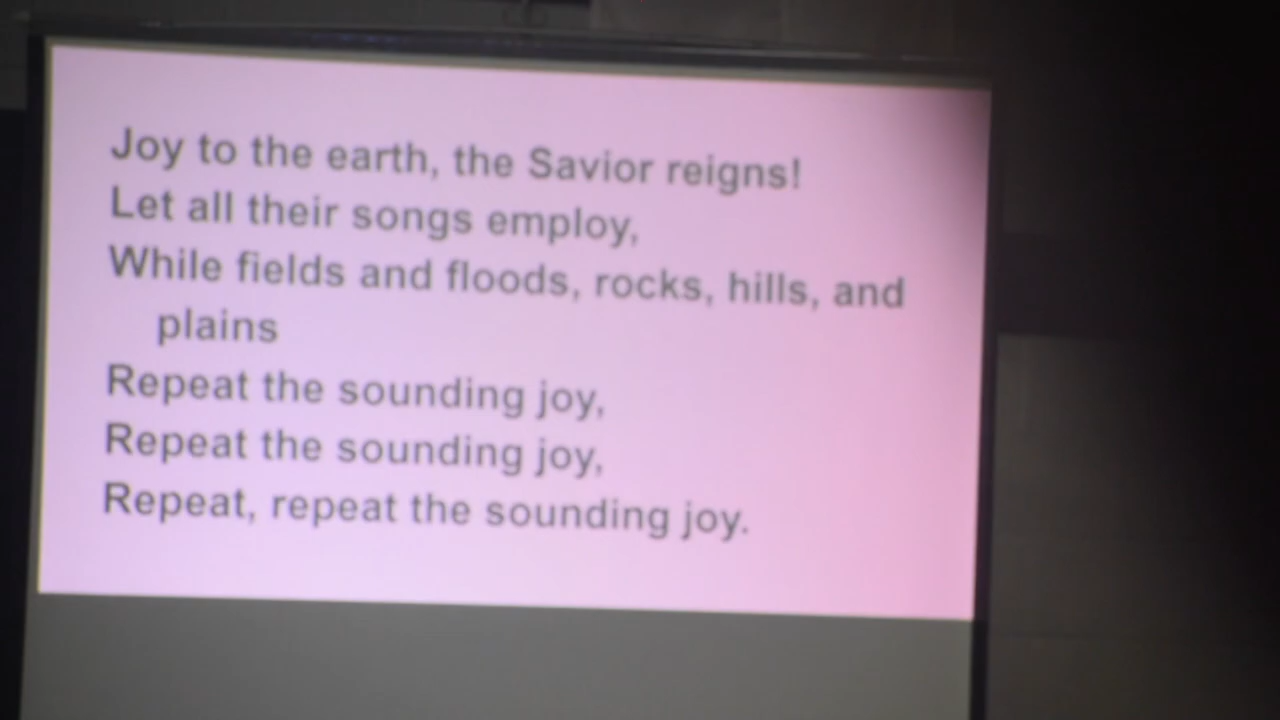 Joy to the earth, the Savior reigns!
Let all their songs employ,
While fields and floods, rocks, hills, and
plains
Repeat the sounding joy,
Repeat the sounding joy,
Repeat, repeat the sounding joy.